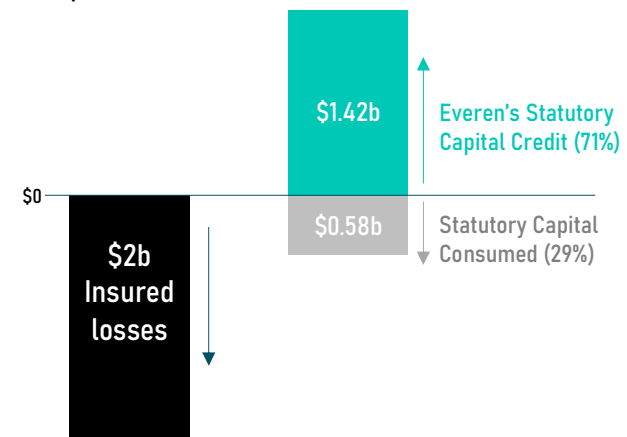 $1.42b
Everen's Statutory
Capital Credit (71%)
$0
$0.58b
Statutory Capital
Consumed (29%)
$2b
Insured
losses